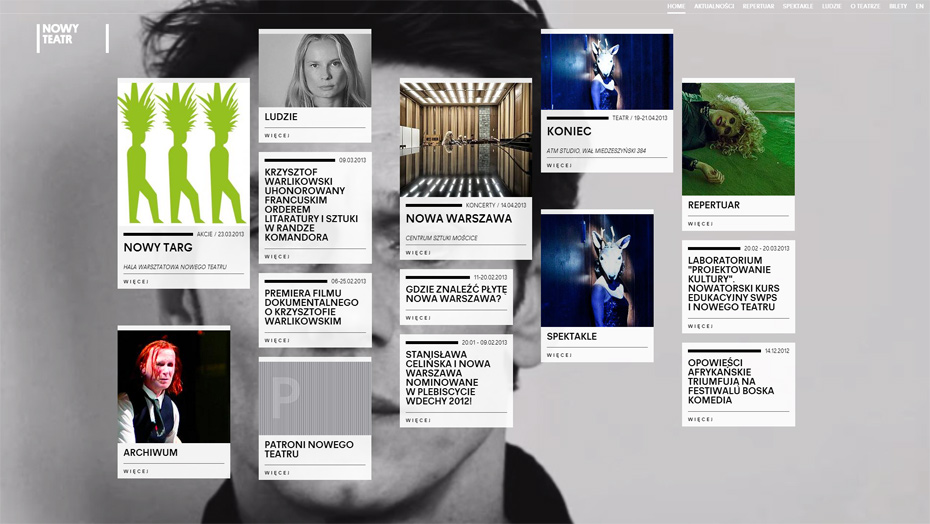 HOME AKTUALNOŚCI REPERTUAR SPEKTAKLE LUDZIE O TEATRZE BILETY EN
NOWY
TEATR
AKCJE / 23.03.2013
NOWY TARG
HALA WARSZTATOWA NOWEGO TEATRU
WIĘCEJ
ARCHIWUM
WIĘCEJ
LUDZIE
WIĘCEJ
09.03.2013
KRZYSZTOF
WARLIKOWSKI
UHONOROWANY
FRANCUSKIM
ORDEREM
LITARATURY I SZTUKI
W RANDZE
KOMANDORA
WIĘCEJ
06-25.02.2013
PREMIERA FILMU
DOKUMENTALNEGO
O KRZYSZTOFIE
WARLIKOWSKIM
WIĘCEJ
P
PATRONI NOWEGO
TEATRU
WIĘCEJ
KONCERTY / 14.04.2013
NOWA WARSZAWA
CENTRUM SZTUKI MOŚCICE
WIĘCEJ
11-20.02.2013
GDZIE ZNALEŹĆ PŁYTĘ
NOWA WARSZAWA?
WIĘCEJ
20.01 - 09.02.2013
STANISŁAWA
CELIŃSKA I NOWA
WARSZAWA
NOMINOWANE
W PLEBISCYCIE
WDECHY 2012!
WIĘCEJ
TEATR / 19-21.04.2013
KONIEC
ATM STUDIO, WAŁ MIEDZESZYŃSKI 384
WIĘCEJ
SPEKTAKLE
WIĘCEJ
REPERTUAR
WIĘCEJ
20.02 - 20.03.2013
LABORATORIUM
"PROJEKTOWANIE
KULTURY".
NOWATORSKI KURS
EDUKACYJNY SWPS
I NOWEGO TEATRU
WIĘCEJ
14.12.2012
OPOWIEŚCI
AFRYKAŃSKIE
TRIUMFUJĄ NA
FESTIWALU BOSKA
KOMEDIA
WIĘCEJ